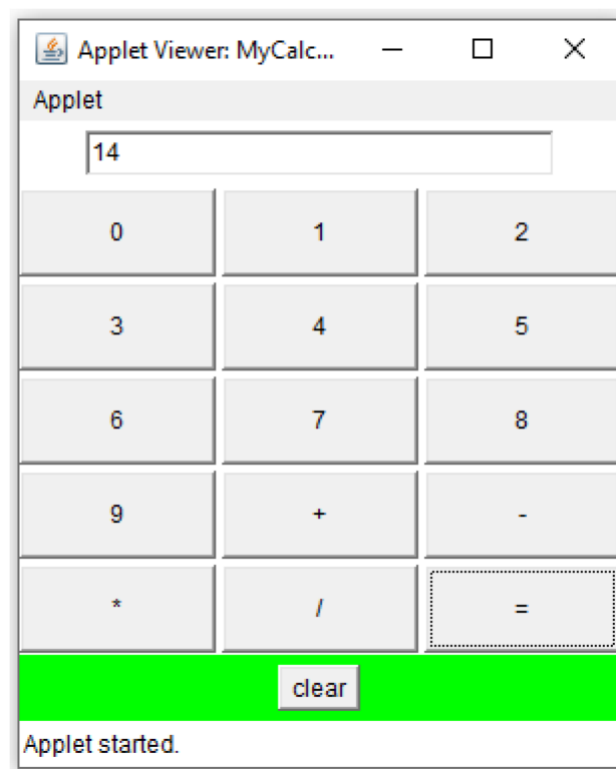 Applet Viewer: MyCalc...
Applet
14
0 1 2
3 4 5
6 7 8
9 + -
* / =
clear
Applet started.